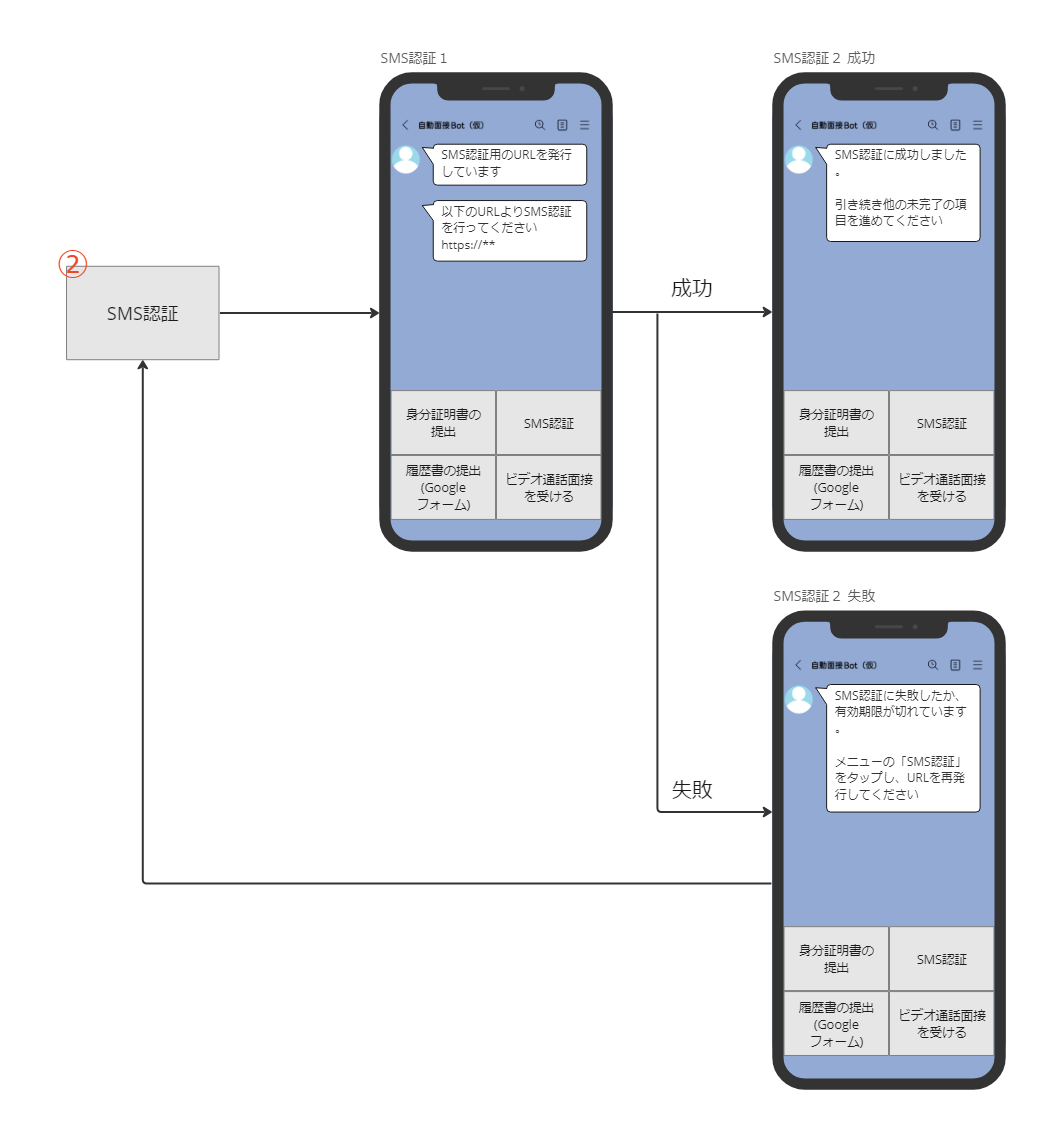 SMS認証 1
自動面接Bot（仮）
SMS認証用のURLを発行
しています
以下のURLよりSMS認証
を行ってください
https://**
身分証明書の
提出
SMS認証
履歴書の提出
(Google
フォーム)
ビデオ通話面接
を受ける
②
SMS認証
成功
失敗
SMS認証 2 成功
自動面接Bot（仮）
SMS認証に成功しました
。
引き続き他の未完了の項
目を進めてください
身分証明書の
提出
SMS認証
履歴書の提出
(Google
フォーム)
ビデオ通話面接
を受ける
SMS認証 2 失敗
自動面接Bot（仮）
SMS認証に失敗したか、
有効期限が切れています
。
メニューの「SMS認証」
をタップし、URLを再発
行してください
身分証明書の
提出
SMS認証
履歴書の提出
(Google
フォーム)
ビデオ通話面接
を受ける